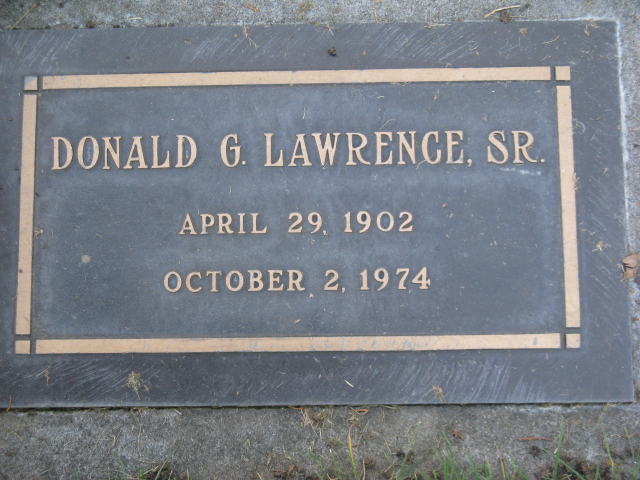 DONALD G. LAWRENCE, SR.
APRIL 29, 1902
OCTOBER 2, 1974